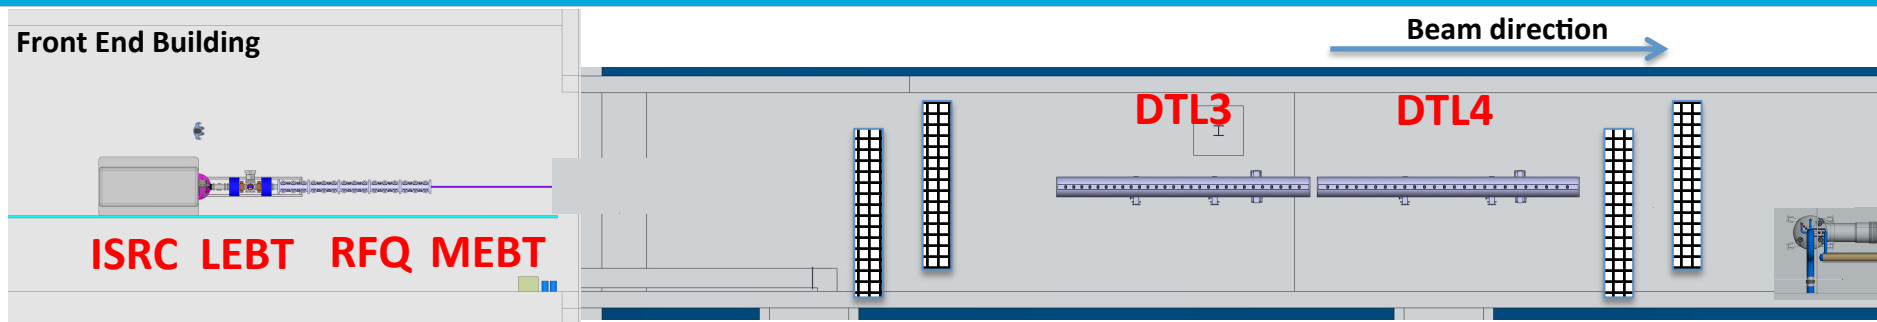 Front End Building
Beam direction
DTL3 DTL4
ISRC LEBT RFQ MEBT